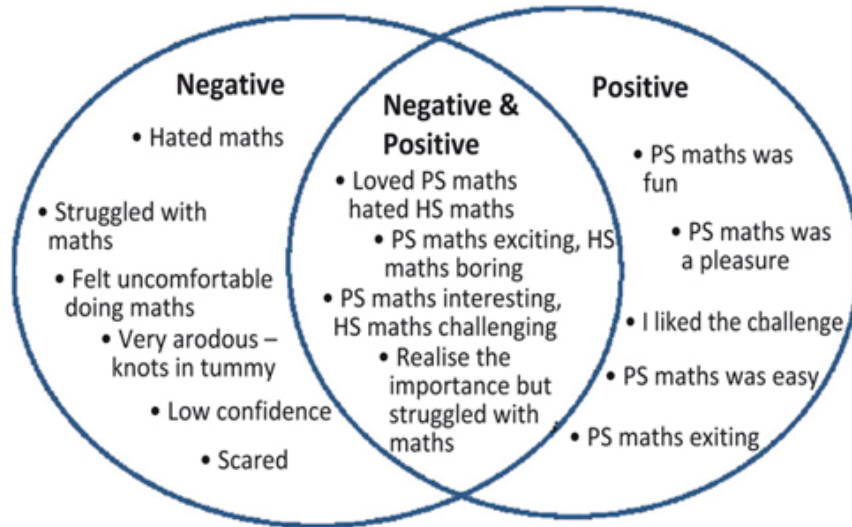 Negative
• Hated maths
• Struggled with
maths
• Felt uncomfortable
doing maths
• Very arodous –
knots in tummy
• Low confidence
• Scared
Negative &
Positive
• Loved PS maths
hated HS maths
• PS maths exciting, HS
maths boring
• PS maths interesting,
HS maths challenging
• Realise the
importance but
struggled with
maths
Positive
• PS maths was
fun
• PS maths was
a pleasure
• I liked the cballenge
• PS maths was easy
• PS maths exiting